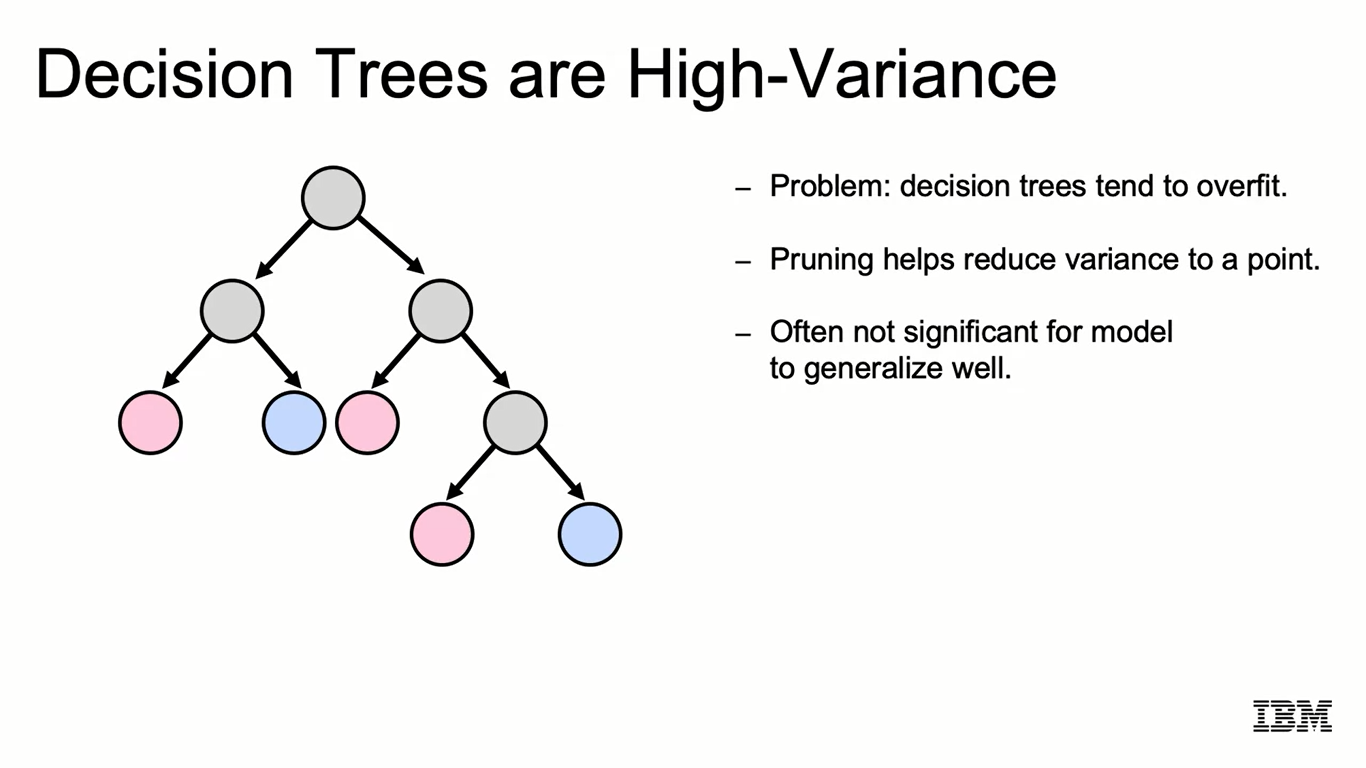 Decision Trees are High-Variance
– Problem: decision trees tend to overfit.
– Pruning helps reduce variance to a point.
– Often not significant for model
to generalize well.
IBM